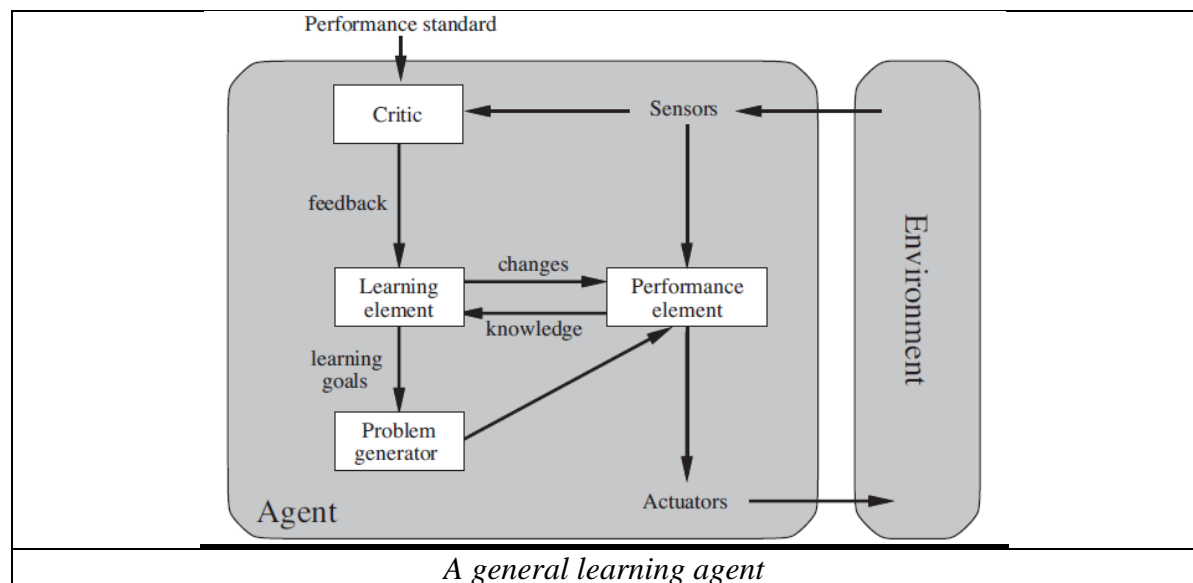 Performance standard
Critic
Sensors
feedback
changes
Learning
element
Performance
element
knowledge
learning
goals
Problem
generator
Agent
Actuators
Environment
A general learning agent